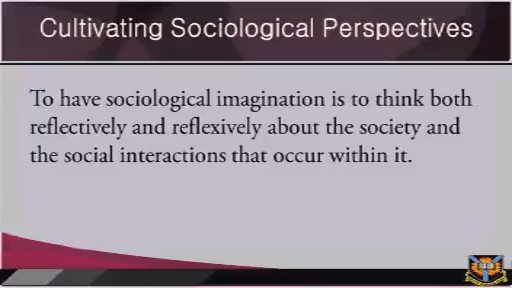 Cultivating Sociological Perspectives
To have sociological imagination is to think both
reflectively and reflexively about the society and
the social interactions that occur within it.